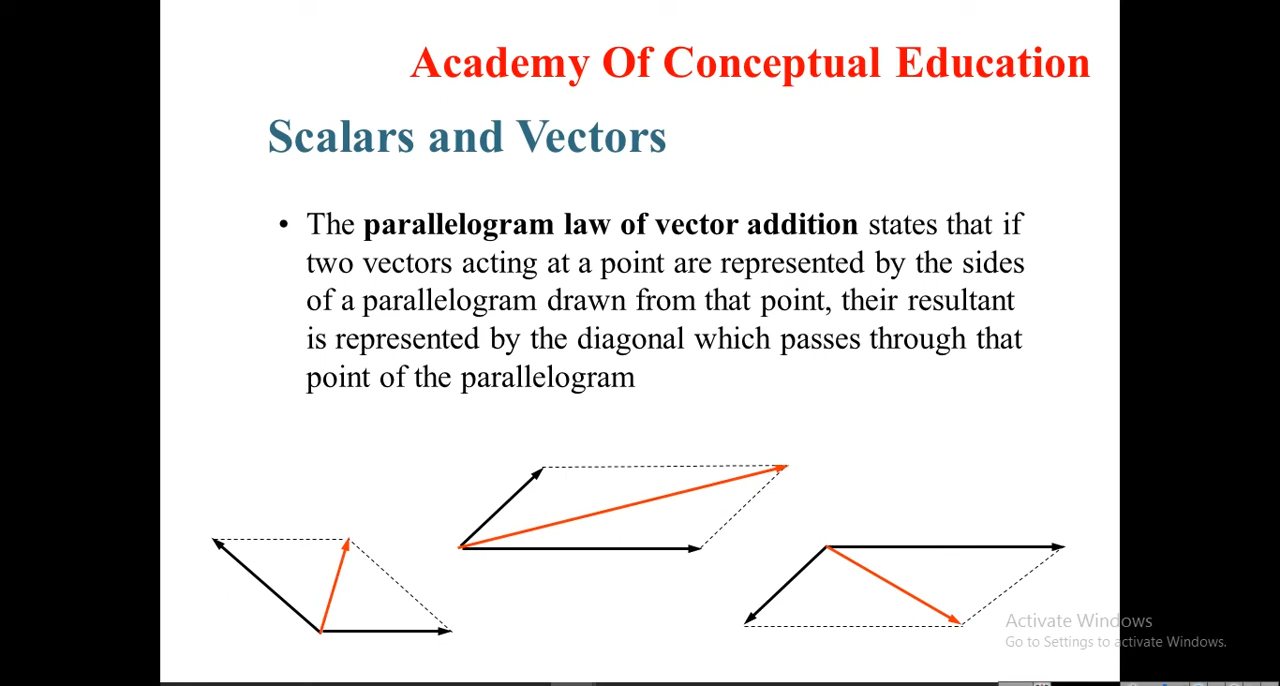 Academy Of Conceptual Education
Scalars and Vectors
• The parallelogram law of vector addition states that if
two vectors acting at a point are represented by the sides
of a parallelogram drawn from that point, their resultant
is represented by the diagonal which passes through that
point of the parallelogram
Activate Windows
Go to Settings to activate Windows.